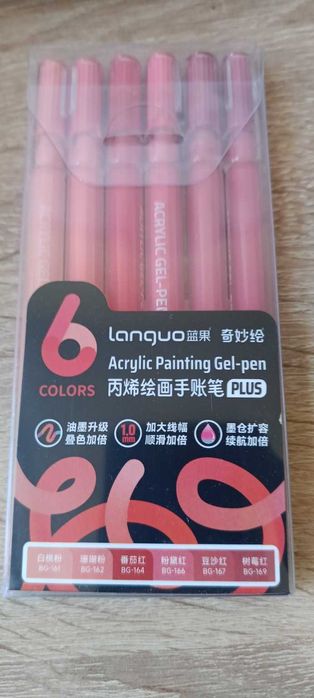 ACRYLIC GEL-PEN
6
COLORS
languo蓝果 奇妙绘
Acrylic Painting Gel-pen
丙烯绘画手账笔 PLUS
油墨升级
叠色加倍
1.0
mm
加大线幅
顺滑加倍
墨仓扩容
续航加倍
白桃粉
BG-161
珊瑚粉
BG-162
番茄红
BG-164
粉黛红
BG-166
豆沙红
BG-167
树莓红
BG-169